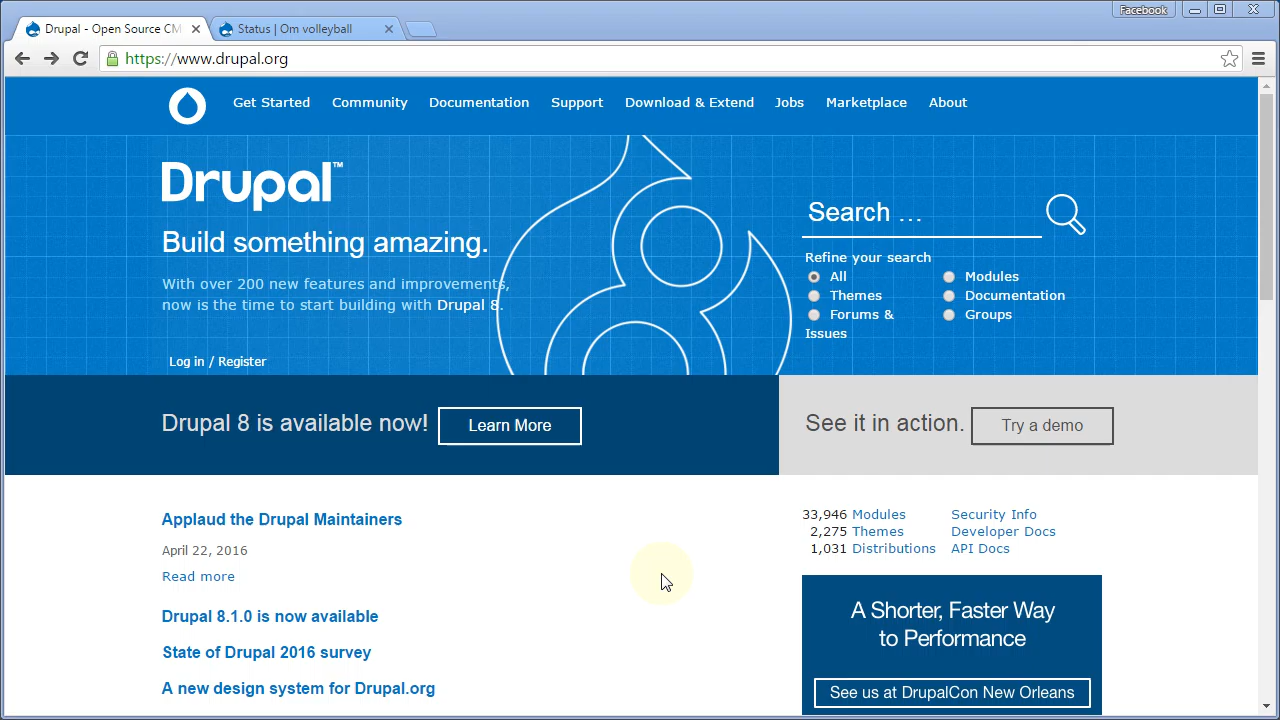 Facebook
Drupal - Open Source CM
Status | Om volleyball
https://www.drupal.org
Get Started Community Documentation Support Download & Extend Jobs Marketplace About
Drupal™
Build something amazing.
With over 200 new features and improvements,
now is the time to start building with Drupal 8.
Log in / Register
Search ...
Refine your search
All Modules
Themes Documentation
Forums & Groups
Issues
Drupal 8 is available now! Learn More
See it in action. Try a demo
Applaud the Drupal Maintainers
April 22, 2016
Read more
Drupal 8.1.0 is now available
State of Drupal 2016 survey
A new design system for Drupal.org
33,946 Modules Security Info
2,275 Themes Developer Docs
1,031 Distributions API Docs
A Shorter, Faster Way
to Performance
See us at DrupalCon New Orleans